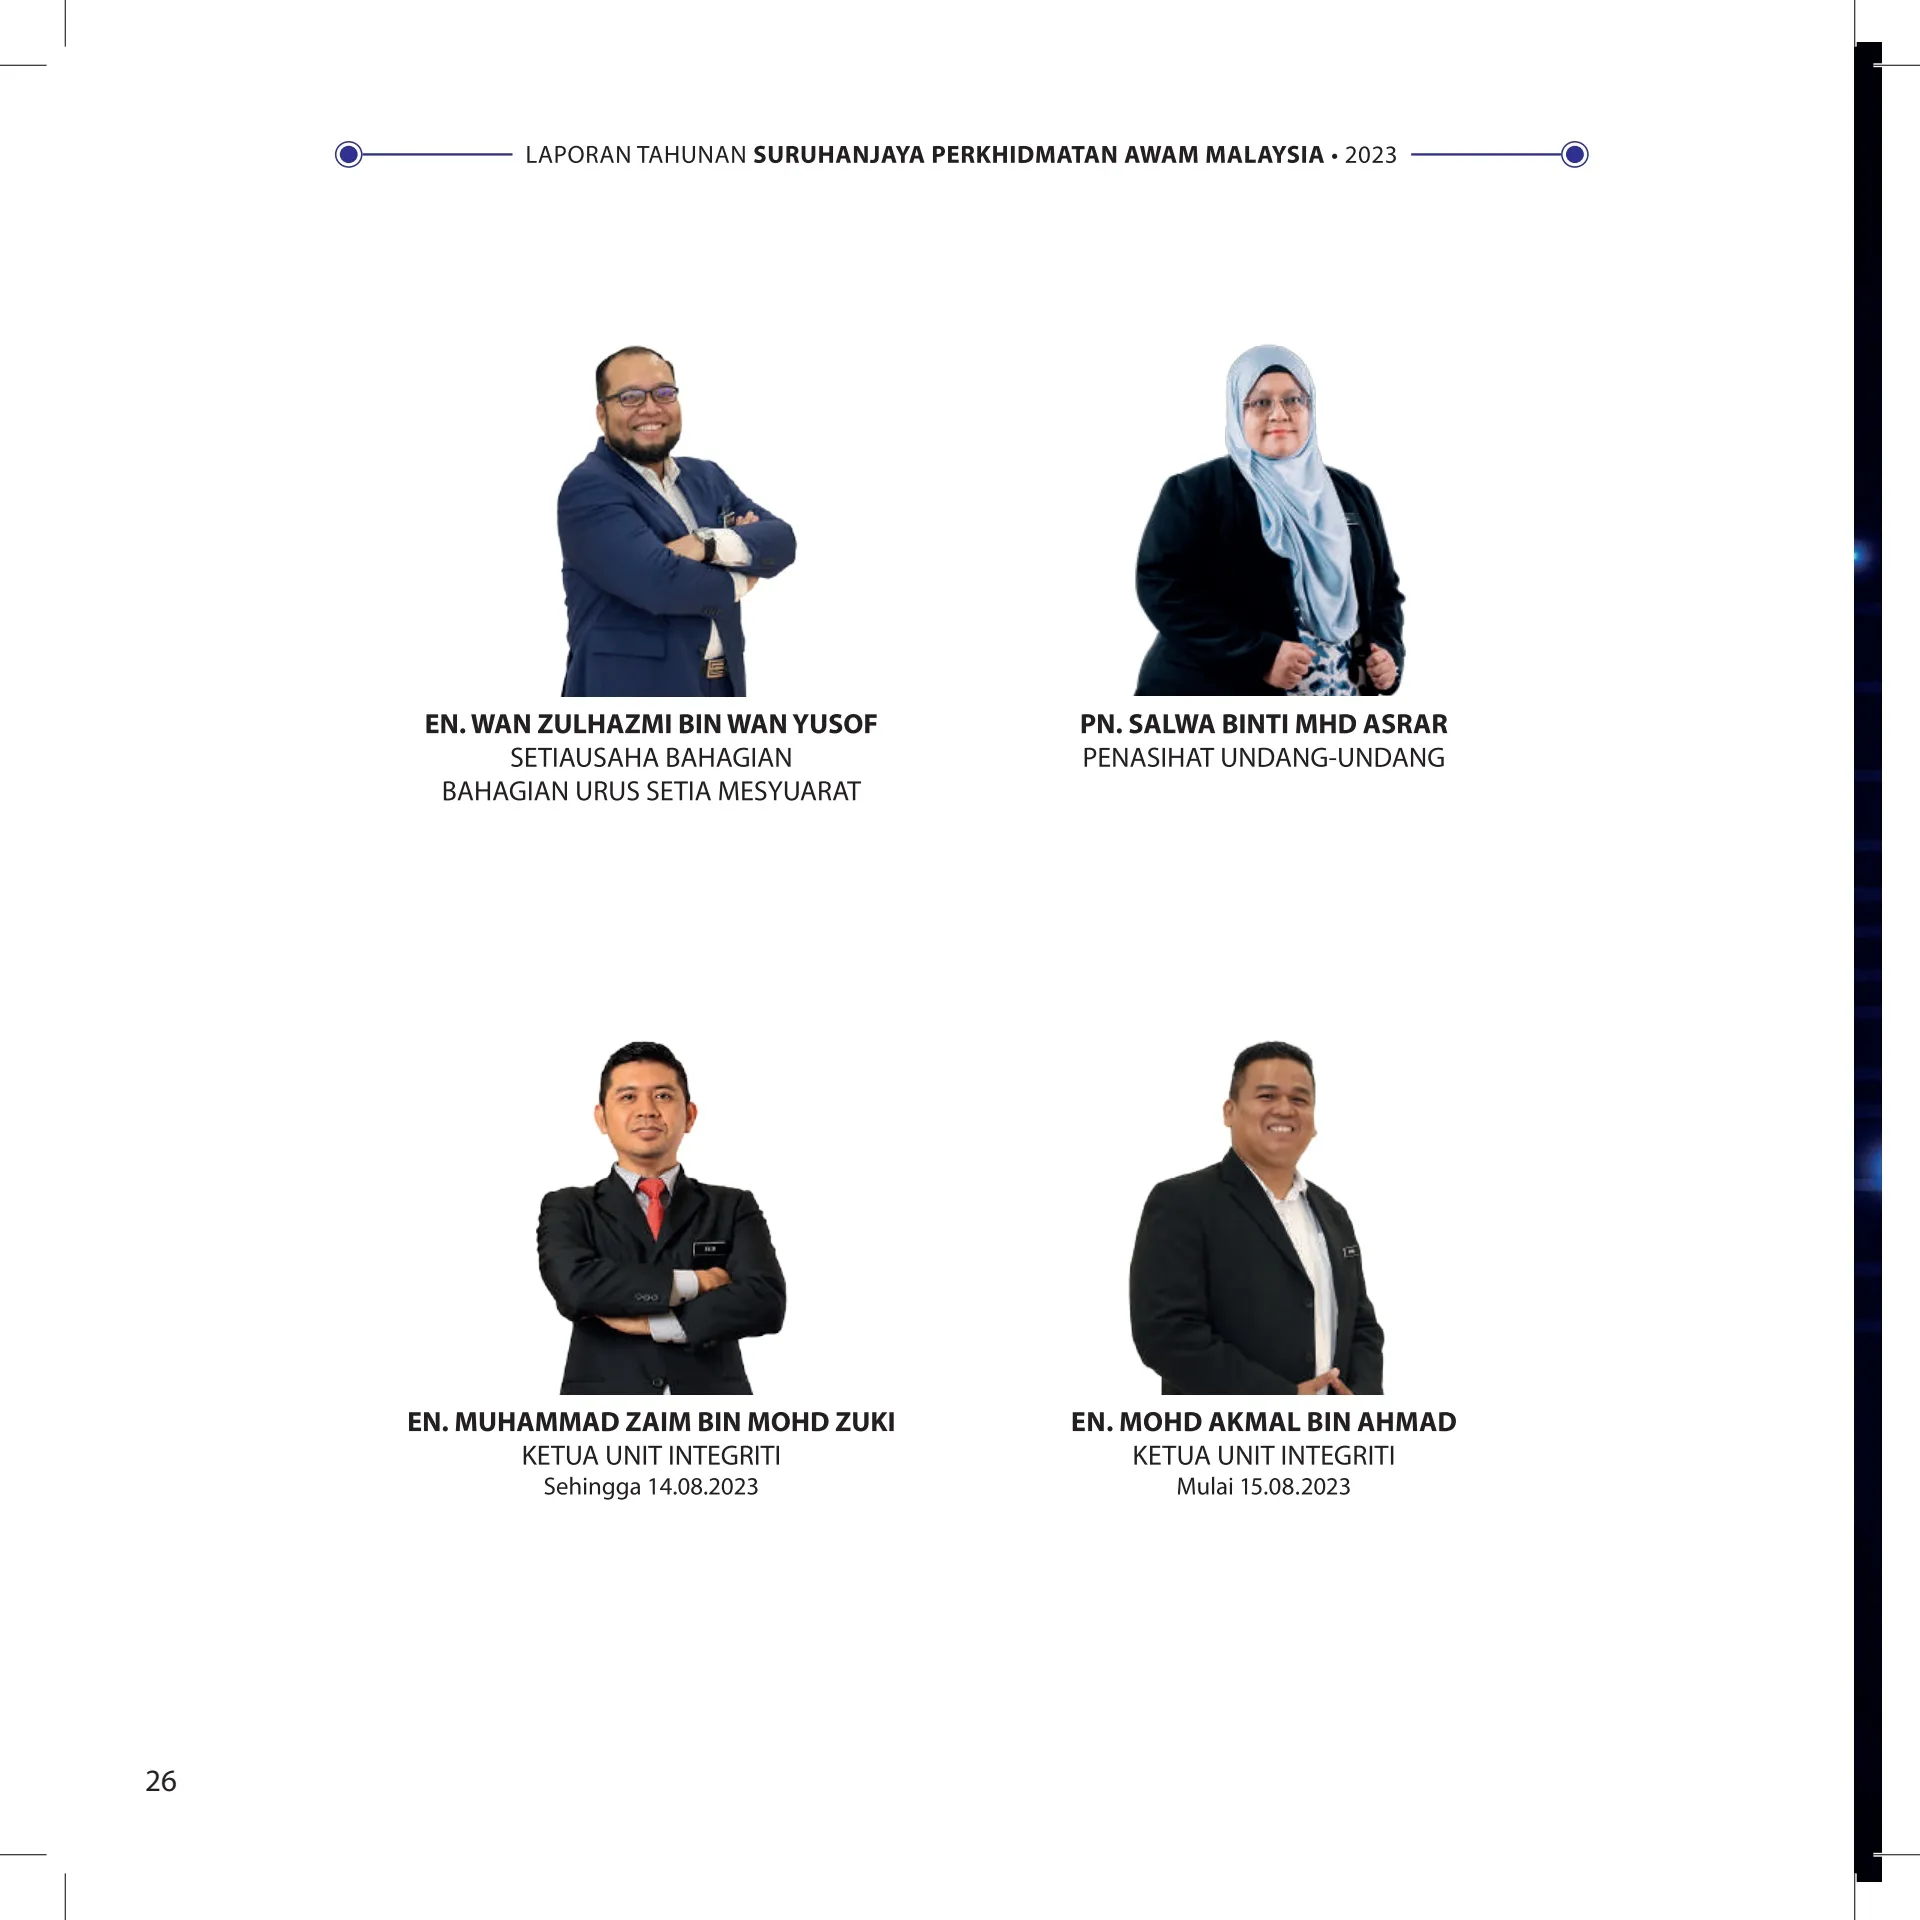 LAPORAN TAHUNAN SURUHANJAYA PERKHIDMATAN AWAM MALAYSIA • 2023
EN. WAN ZULHAZMI BIN WAN YUSOF
SETIAUSAHA BAHAGIAN
BAHAGIAN URUS SETIA MESYUARAT
PN. SALWA BINTI MHD ASRAR
PENASIHAT UNDANG-UNDANG
EN. MUHAMMAD ZAIM BIN MOHD ZUKI
KETUA UNIT INTEGRITI
Sehingga 14.08.2023
EN. MOHD AKMAL BIN AHMAD
KETUA UNIT INTEGRITI
Mulai 15.08.2023
26